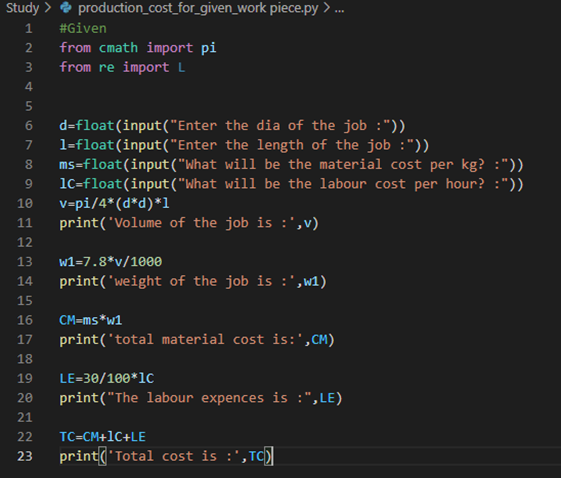 Study > production_cost_for_given_work piece.py > ...
1 #Given
2 from cmath import pi
3 from re import L
4
5
6 d=float(input("Enter the dia of the job :"))
7 l=float(input("Enter the length of the job :"))
8 ms=float(input("What will be the material cost per kg? :"))
9 lC=float(input("What will be the labour cost per hour? :"))
10 v=pi/4*(d*d)*l
11 print('Volume of the job is :',v)
12
13 w1=7.8*v/1000
14 print('weight of the job is :',w1)
15
16 CM=ms*w1
17 print('total material cost is:',CM)
18
19 LE=30/100*lC
20 print("The labour expences is :",LE)
21
22 TC=CM+lC+LE
23 print('Total cost is :',TC)